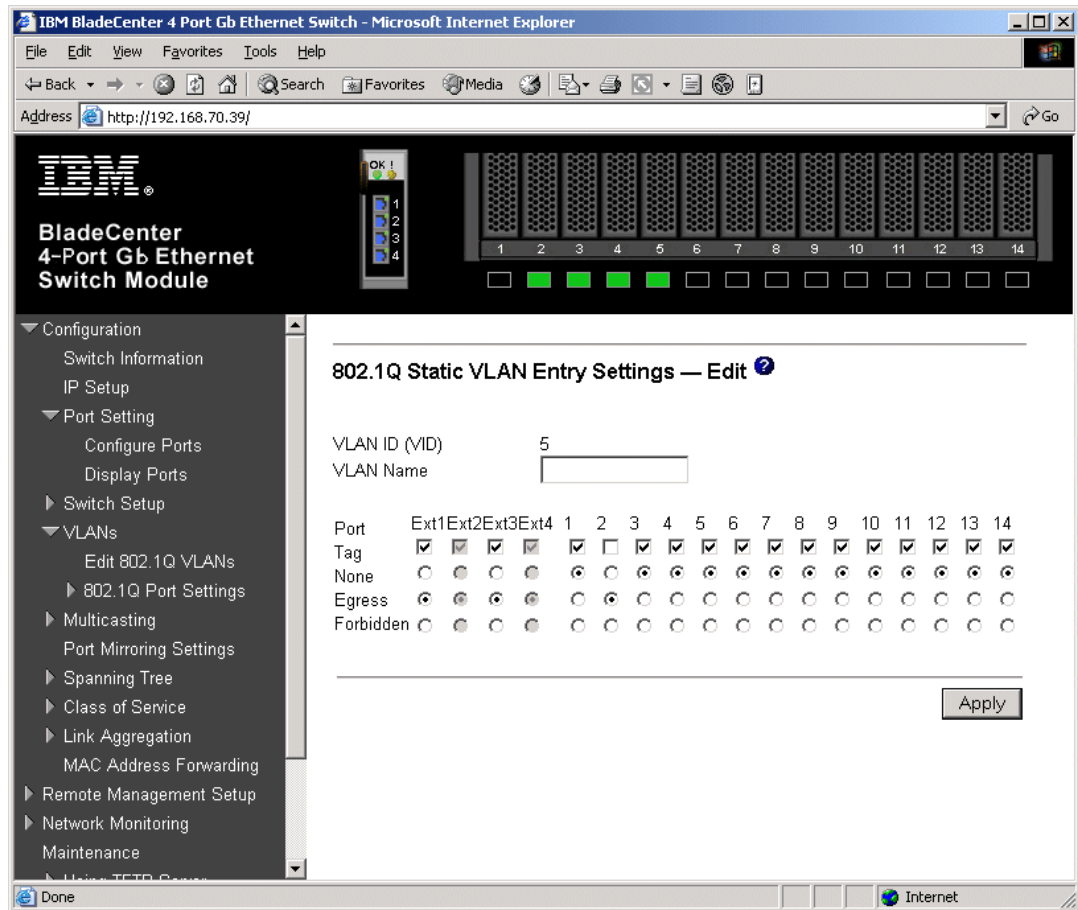 IBM BladeCenter 4 Port Gb Ethernet Switch - Microsoft Internet Explorer
File Edit View Favorites Tools Help
Back Search Favorites Media
Address http://192.168.70.39/ Go
IBM®
BladeCenter
4-Port Gb Ethernet
Switch Module
OK !
1
2
3
4
1 2 3 4 5 6 7 8 9 10 11 12 13 14
Configuration
Switch Information
IP Setup
Port Setting
Configure Ports
Display Ports
Switch Setup
VLANs
Edit 802.1Q VLANs
802.1Q Port Settings
Multicasting
Port Mirroring Settings
Spanning Tree
Class of Service
Link Aggregation
MAC Address Forwarding
Remote Management Setup
Network Monitoring
Maintenance
Using TFTP Server
802.1Q Static VLAN Entry Settings — Edit ?
VLAN ID (VID) 5
VLAN Name
Port Ext1 Ext2 Ext3 Ext4 1 2 3 4 5 6 7 8 9 10 11 12 13 14
Tag
None
Egress
Forbidden
Apply
Done Internet